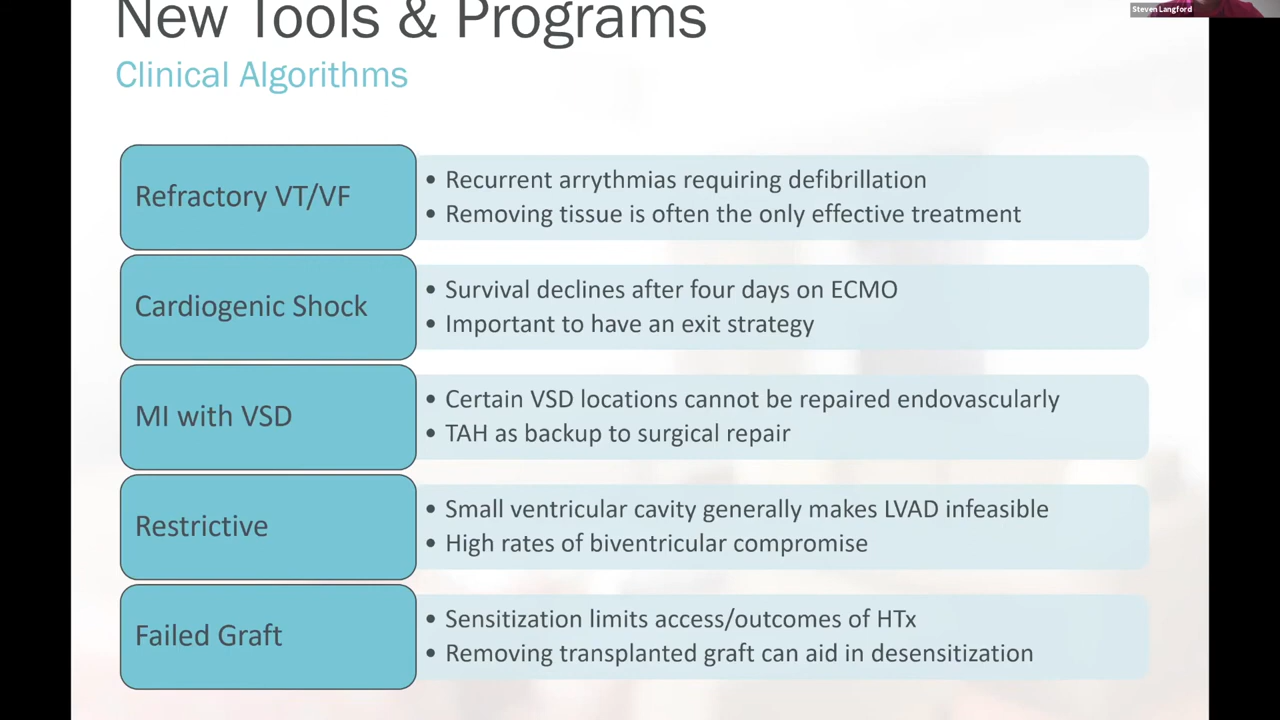 New Tools & Programs
Steven Langford
Clinical Algorithms
Refractory VT/VF
• Recurrent arrythmias requiring defibrillation
• Removing tissue is often the only effective treatment
Cardiogenic Shock
• Survival declines after four days on ECMO
• Important to have an exit strategy
MI with VSD
• Certain VSD locations cannot be repaired endovascularly
• TAH as backup to surgical repair
Restrictive
• Small ventricular cavity generally makes LVAD infeasible
• High rates of biventricular compromise
Failed Graft
• Sensitization limits access/outcomes of HTx
• Removing transplanted graft can aid in desensitization